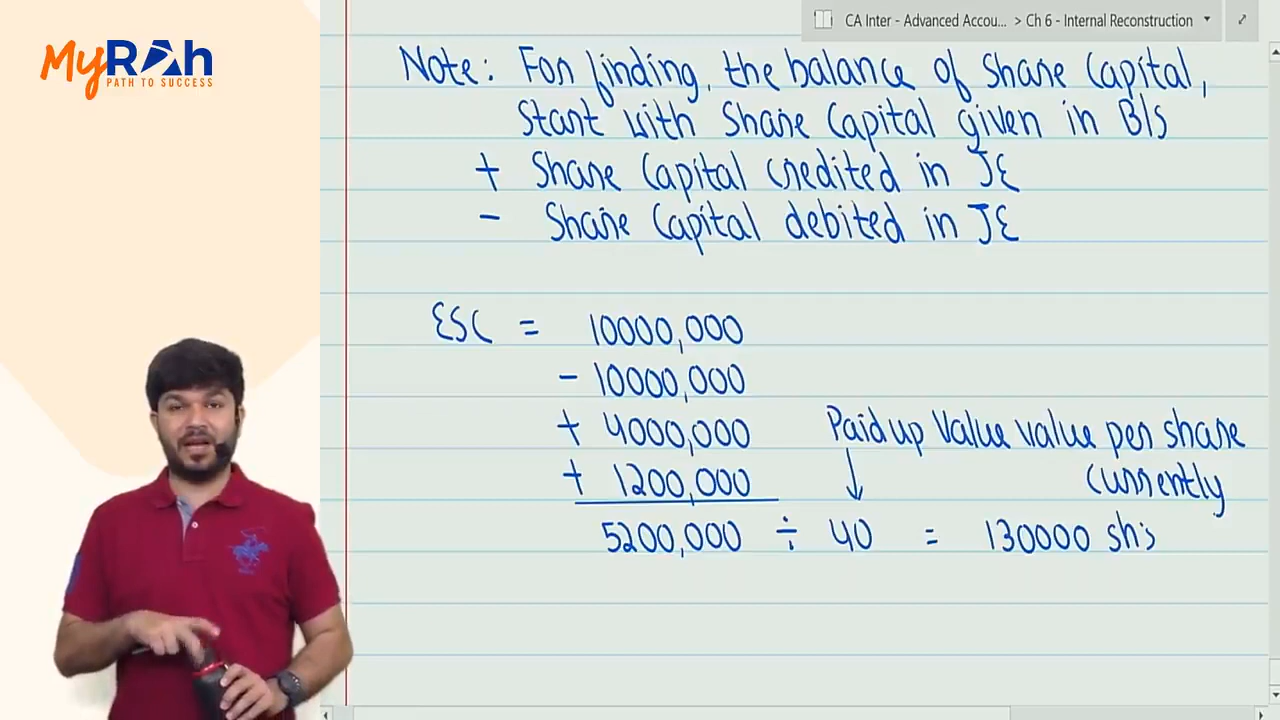 MyRAh
PATH TO SUCCESS
CA Inter - Advanced Accou... > Ch 6 - Internal Reconstruction
Note: For finding, the balance of Share Capital,
Start with Share Capital given in B/s
+ Share Capital credited in JE
- Share Capital debited in JE
ESC = 10000,000
- 10000,000
+ 4000,000
+ 1200,000
Paid up Value value per share
currently
5200,000 ÷ 40 = 130000 sh's